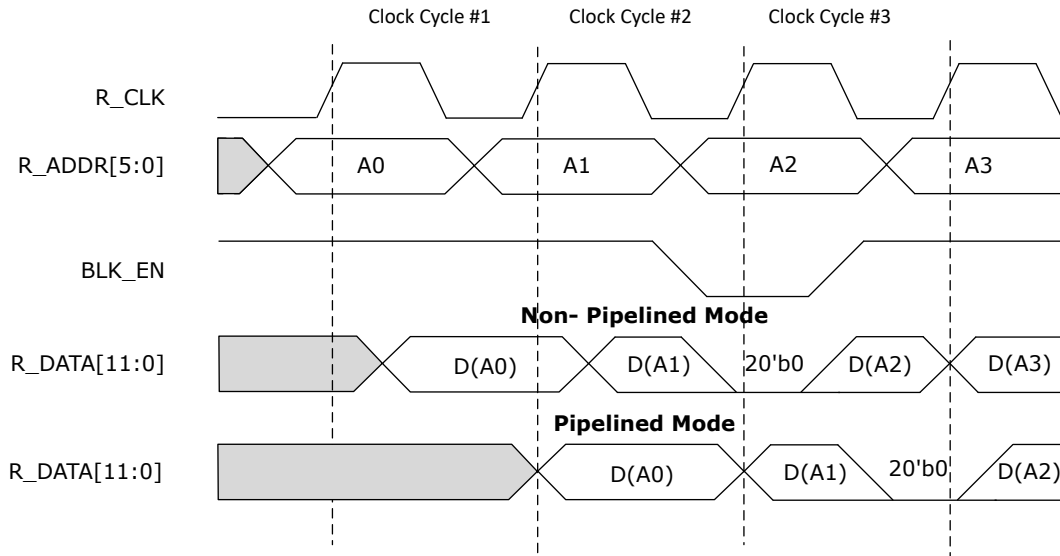 Clock Cycle #1 Clock Cycle #2 Clock Cycle #3
R_CLK
R_ADDR[5:0] A0 A1 A2 A3
BLK_EN
Non- Pipelined Mode
R_DATA[11:0] D(A0) D(A1) 20'b0 D(A2) D(A3)
Pipelined Mode
R_DATA[11:0] D(A0) D(A1) 20'b0 D(A2)